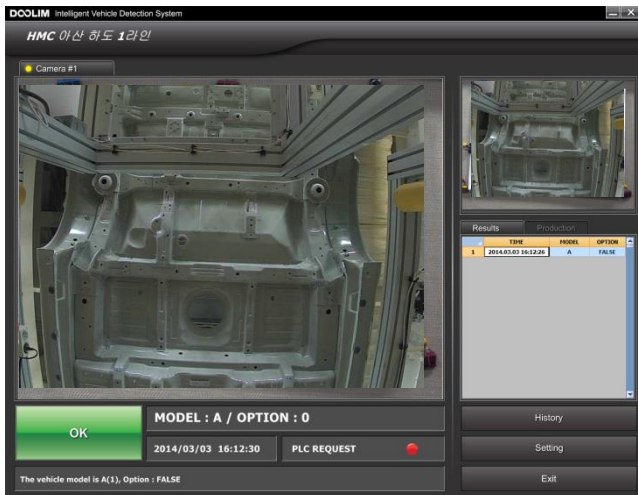 DOOLIM Intelligent Vehicle Detection System
HMC 아산 하도 1라인
Camera #1
Results Production
TIME MODEL OPTION
1 2014.03.03 16:12:26 A FALSE
OK
MODEL : A / OPTION : 0
2014/03/03 16:12:30 PLC REQUEST
The vehicle model is A(1), Option : FALSE
History
Setting
Exit